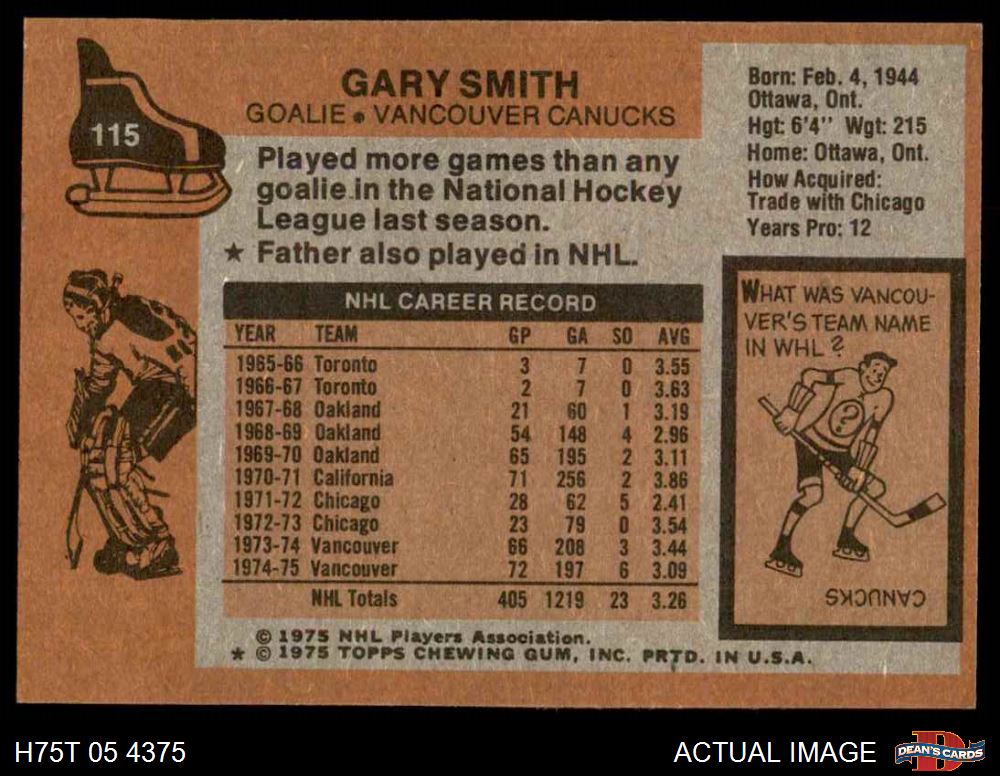 115
GARY SMITH
GOALIE • VANCOUVER CANUCKS
Played more games than any
goalie in the National Hockey
League last season.
★ Father also played in NHL.
Born: Feb. 4, 1944
Ottawa, Ont.
Hgt: 6'4" Wgt: 215
Home: Ottawa, Ont.
How Acquired:
Trade with Chicago
Years Pro: 12
NHL CAREER RECORD
YEAR TEAM GP GA SO AVG
1965-66 Toronto 3 7 0 3.55
1966-67 Toronto 2 7 0 3.63
1967-68 Oakland 21 60 1 3.19
1968-69 Oakland 54 148 4 2.96
1969-70 Oakland 65 195 2 3.11
1970-71 California 71 256 2 3.86
1971-72 Chicago 28 62 5 2.41
1972-73 Chicago 23 79 0 3.54
1973-74 Vancouver 66 208 3 3.44
1974-75 Vancouver 72 197 6 3.09
NHL Totals 405 1219 23 3.26
WHAT WAS VANCOU-
VER'S TEAM NAME
IN WHL?
?
CANUCKS
© 1975 NHL Players Association.
★ © 1975 TOPPS CHEWING GUM, INC. PRTD. IN U.S.A.
H75T 05 4375
ACTUAL IMAGE
D
DEAN'S CARDS